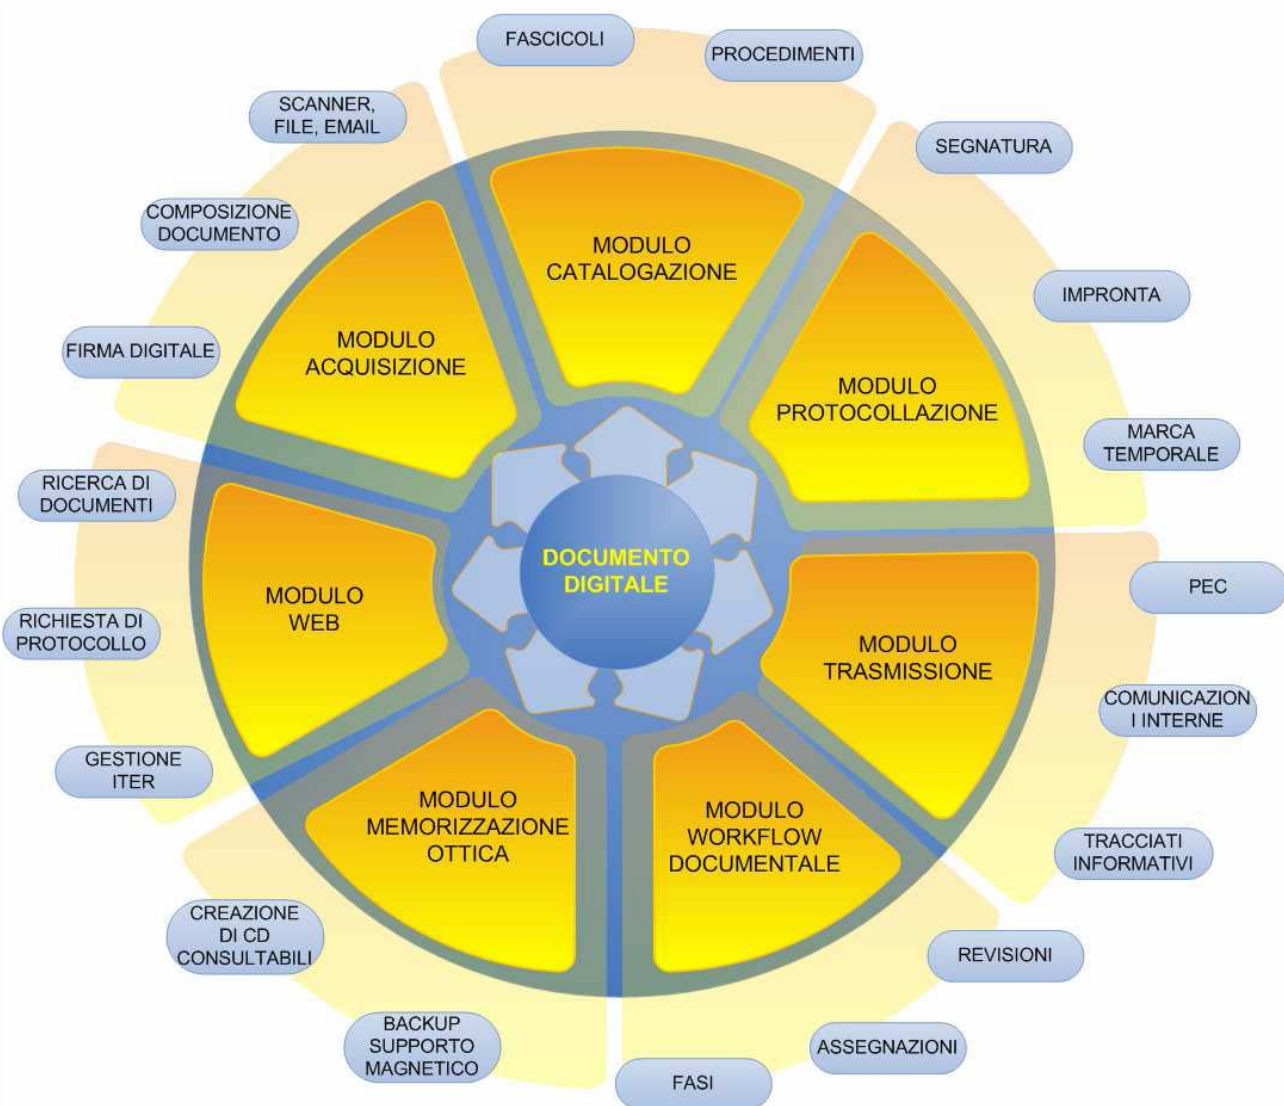 FASCICOLI
PROCEDIMENTI
SCANNER,
FILE, EMAIL
SEGNATURA
COMPOSIZIONE
DOCUMENTO
MODULO
CATALOGAZIONE
IMPRONTA
FIRMA DIGITALE
MODULO
ACQUISIZIONE
MODULO
PROTOCOLLAZIONE
MARCA
TEMPORALE
RICERCA DI
DOCUMENTI
DOCUMENTO
DIGITALE
PEC
MODULO
WEB
RICHIESTA DI
PROTOCOLLO
MODULO
TRASMISSIONE
COMUNICAZION
I INTERNE
GESTIONE
ITER
MODULO
MEMORIZZAZIONE
OTTICA
MODULO
WORKFLOW
DOCUMENTALE
TRACCIATI
INFORMATIVI
CREAZIONE
DI CD
CONSULTABILI
REVISIONI
BACKUP
SUPPORTO
MAGNETICO
ASSEGNAZIONI
FASI